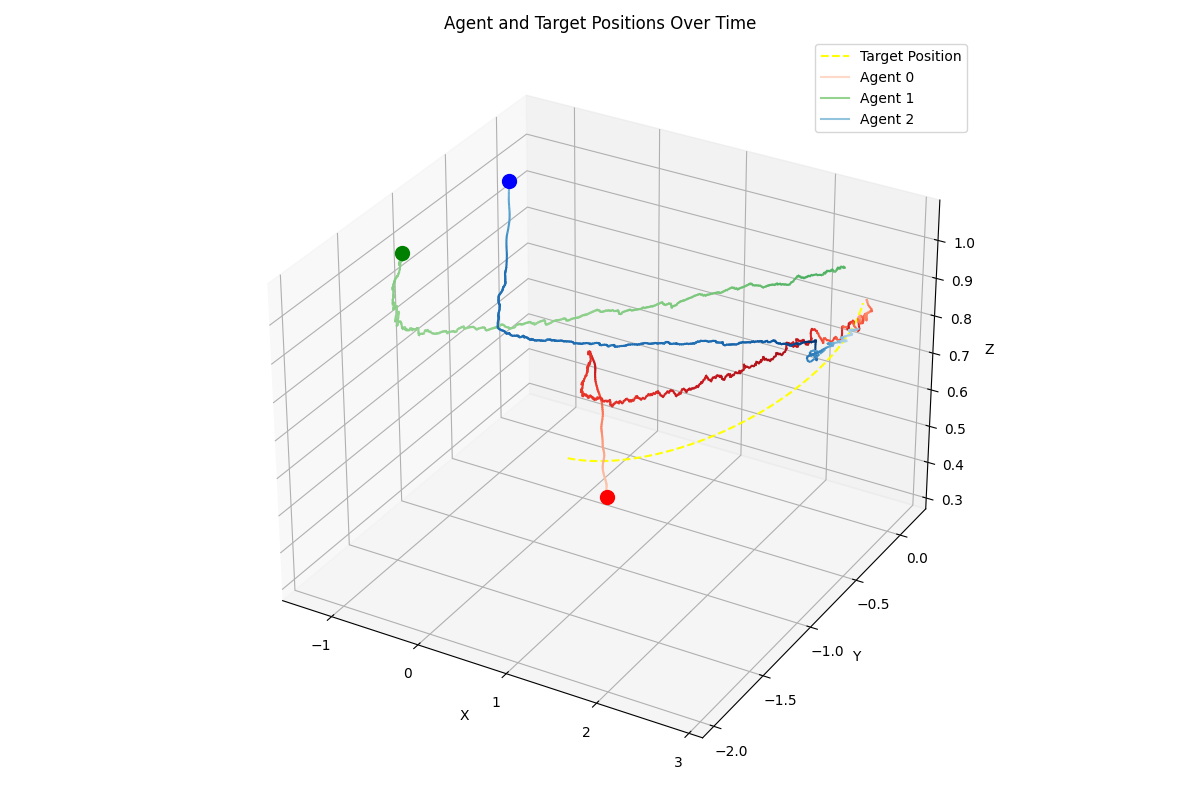 Agent and Target Positions Over Time
Target Position
Agent 0
Agent 1
Agent 2
1.0
0.9
0.8
0.7
0.6
0.5
0.4
0.3
Z
0.0
−0.5
−1.0
−1.5
−2.0
Y
−1
0
1
2
3
X